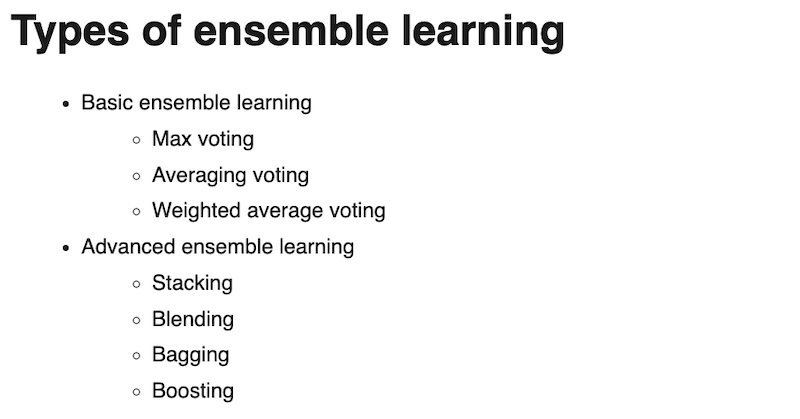 Types of ensemble learning
• Basic ensemble learning
◦ Max voting
◦ Averaging voting
◦ Weighted average voting
• Advanced ensemble learning
◦ Stacking
◦ Blending
◦ Bagging
◦ Boosting